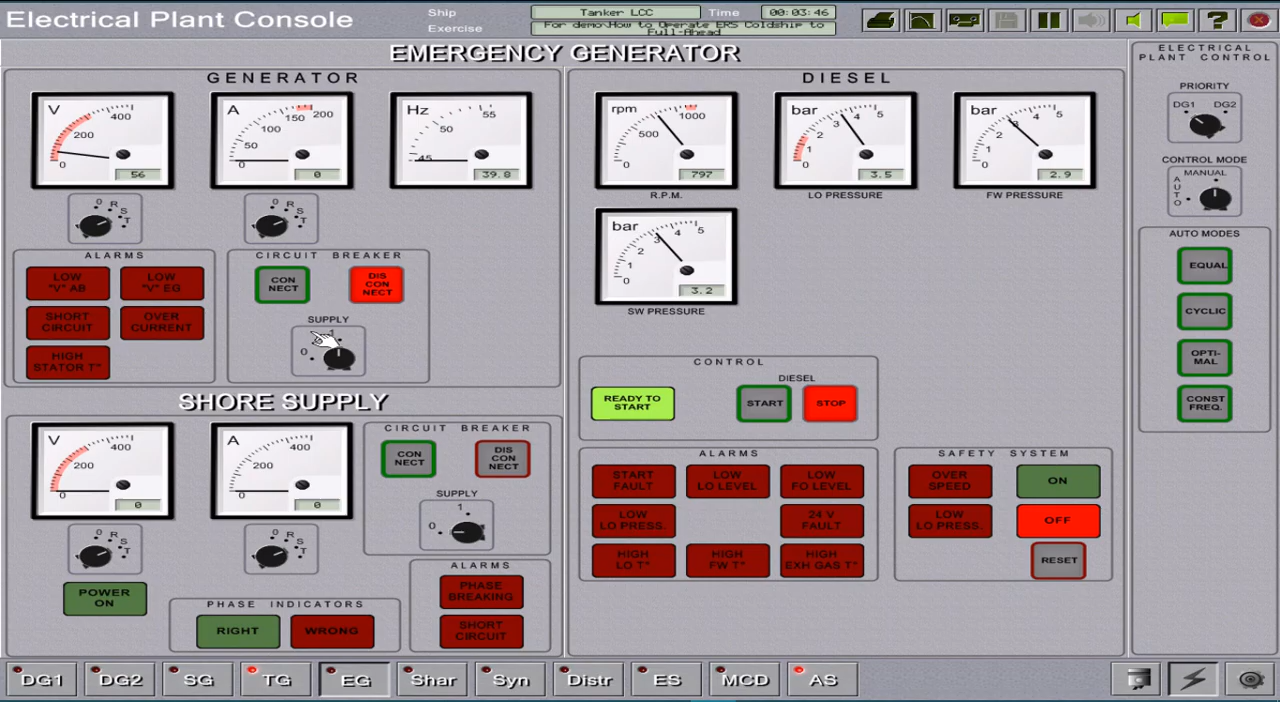 Electrical Plant Console
Ship
Tanker LCC
Time
00:03:46
Exercise
For demo.How to Operate ERS Coldship to
Full-Ahead
EMERGENCY GENERATOR
GENERATOR
V
400
200
0
56
A
200
150
100
50
0
0
Hz
55
50
45
39.8
0 R S T
0 R S T
ALARMS
LOW "V" AB
LOW "V" EG
SHORT CIRCUIT
OVER CURRENT
HIGH STATOR T°
CIRCUIT BREAKER
CON NECT
DIS CON NECT
SUPPLY
0
1
SHORE SUPPLY
V
400
200
0
0
A
400
200
0
0
0 R S T
0 R S T
POWER ON
PHASE INDICATORS
RIGHT
WRONG
CIRCUIT BREAKER
CON NECT
DIS CON NECT
SUPPLY
1
0
ALARMS
PHASE BREAKING
SHORT CIRCUIT
DIESEL
rpm
1000
500
0
797
R.P.M.
bar
5
4
3
2
1
0
3.5
LO PRESSURE
bar
5
4
3
2
1
0
2.9
FW PRESSURE
bar
5
4
3
2
1
0
3.2
SW PRESSURE
CONTROL
READY TO START
DIESEL
START
STOP
ALARMS
START FAULT
LOW LO LEVEL
LOW FO LEVEL
LOW LO PRESS.
24 V FAULT
HIGH LO T°
HIGH FW T°
HIGH EXH GAS T°
SAFETY SYSTEM
OVER SPEED
ON
LOW LO PRESS.
OFF
RESET
ELECTRICAL
PLANT CONTROL
PRIORITY
DG1 DG2
CONTROL MODE
MANUAL
AUTO
AUTO MODES
EQUAL
CYCLIC
OPTI- MAL
CONST FREQ.
DG1
DG2
SG
TG
EG
Shar
Syn
Distr
ES
MCD
AS